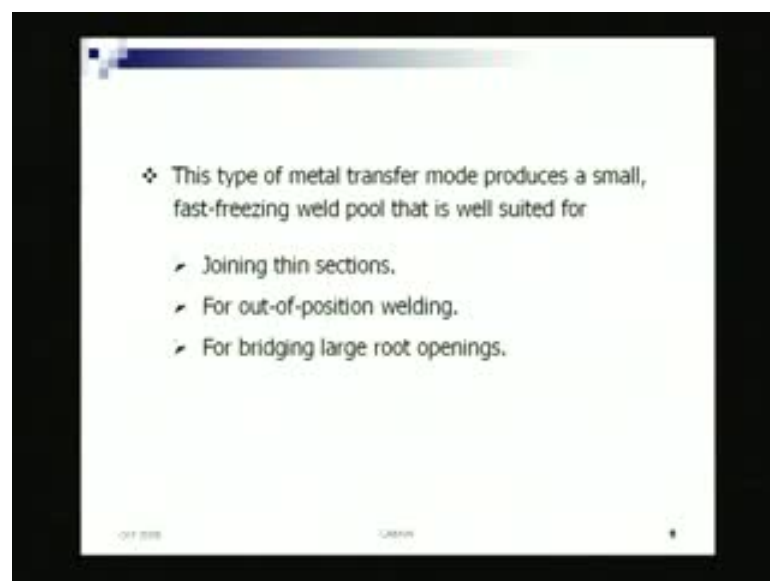 This type of metal transfer mode produces a small,
fast-freezing weld pool that is well suited for
Joining thin sections.
For out-of-position welding.
For bridging large root openings.